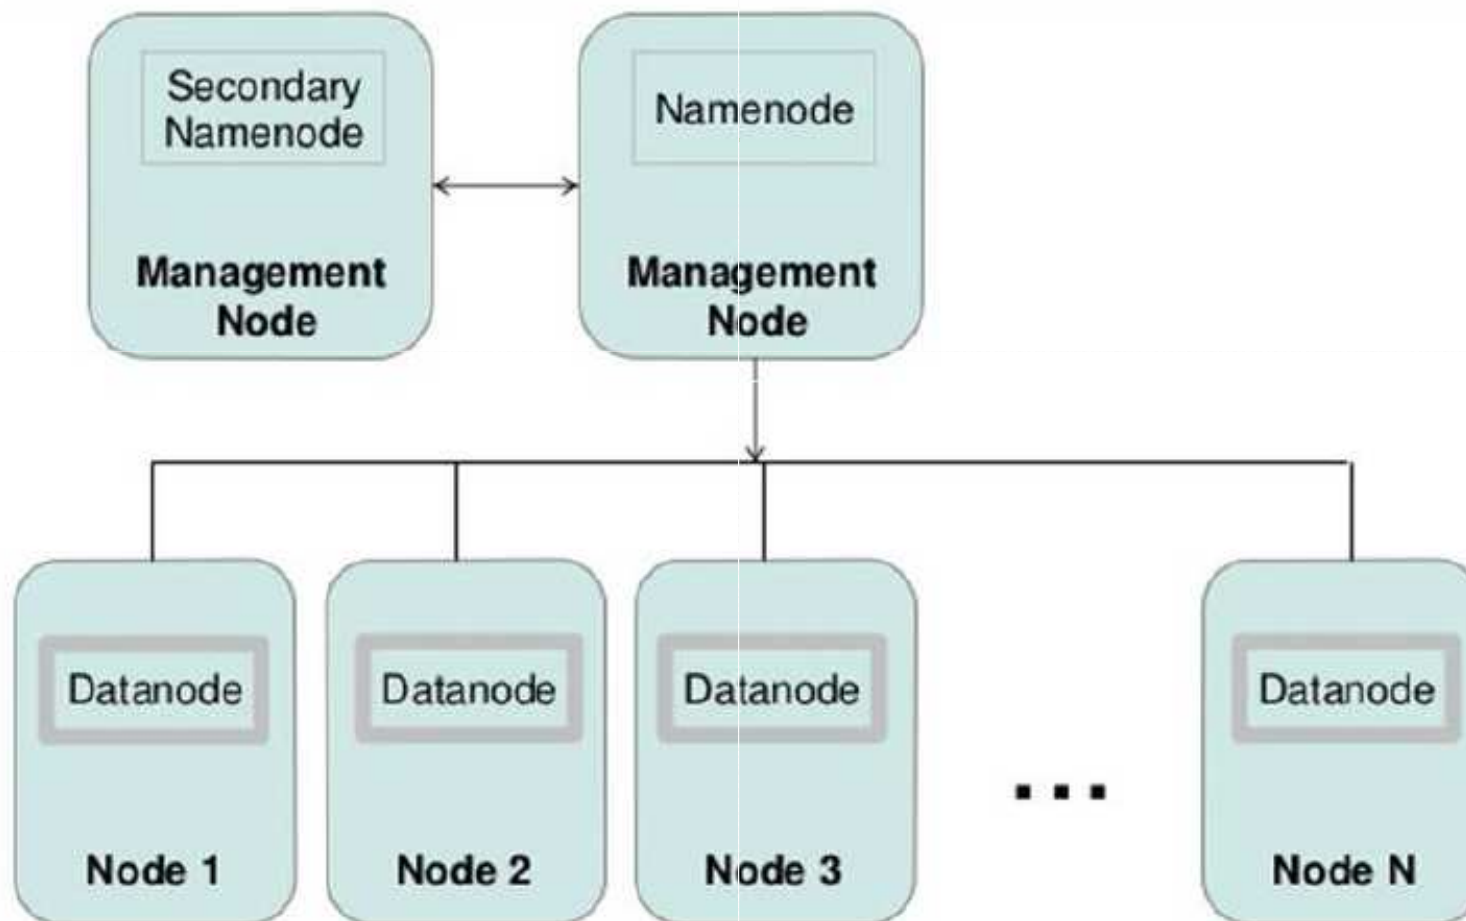 Secondary
Namenode
Management
Node
Namenode
Management
Node
Datanode
Node 1
Datanode
Node 2
Datanode
Node 3
...
Datanode
Node N